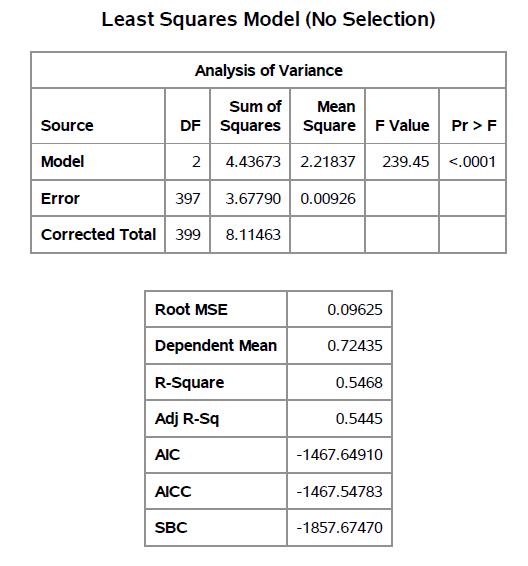 Least Squares Model (No Selection)
Analysis of Variance
Source DF Sum of Squares Mean Square F Value Pr > F
Model 2 4.43673 2.21837 239.45 <.0001
Error 397 3.67790 0.00926
Corrected Total 399 8.11463
Root MSE 0.09625
Dependent Mean 0.72435
R-Square 0.5468
Adj R-Sq 0.5445
AIC -1467.64910
AICC -1467.54783
SBC -1857.67470